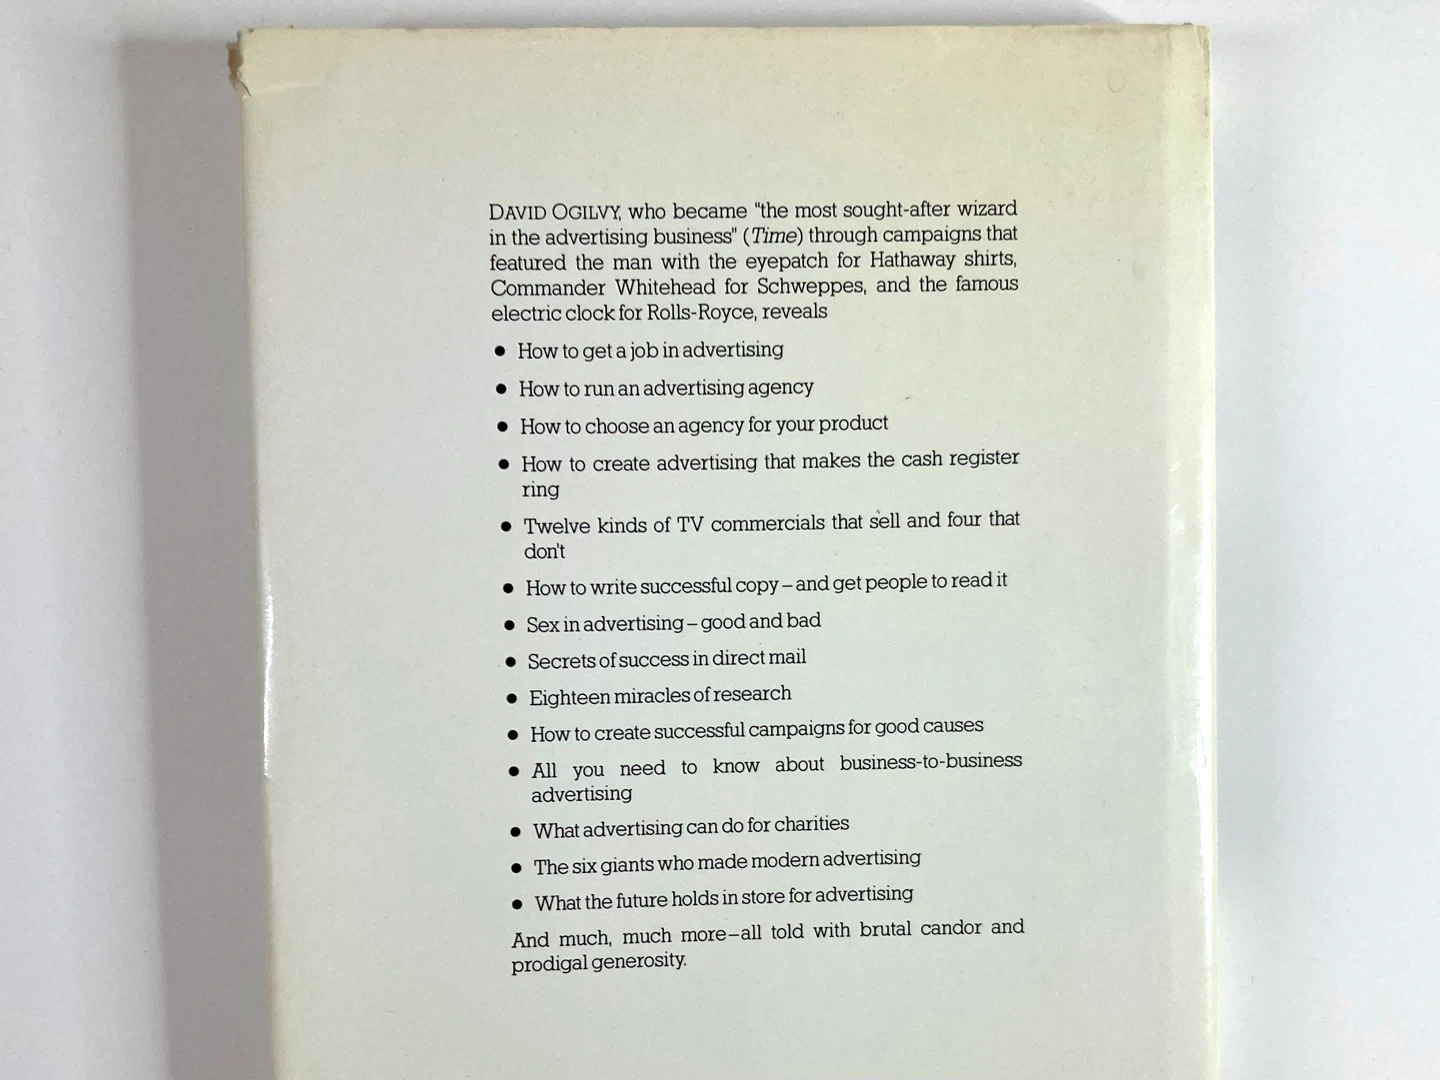 DAVID OGILVY, who became "the most sought-after wizard
in the advertising business" (Time) through campaigns that
featured the man with the eyepatch for Hathaway shirts,
Commander Whitehead for Schweppes, and the famous
electric clock for Rolls-Royce, reveals
● How to get a job in advertising
● How to run an advertising agency
● How to choose an agency for your product
● How to create advertising that makes the cash register
ring
● Twelve kinds of TV commercials that sell and four that
don't
● How to write successful copy – and get people to read it
● Sex in advertising – good and bad
● Secrets of success in direct mail
● Eighteen miracles of research
● How to create successful campaigns for good causes
● All you need to know about business-to-business
advertising
● What advertising can do for charities
● The six giants who made modern advertising
● What the future holds in store for advertising
And much, much more–all told with brutal candor and
prodigal generosity.